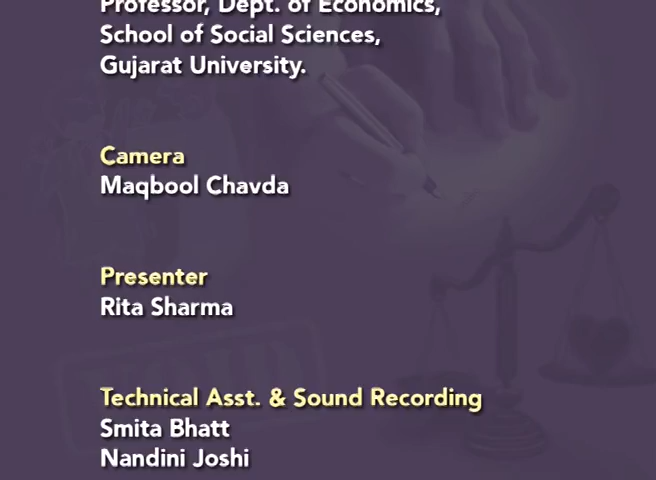 Professor, Dept. of Economics,
School of Social Sciences,
Gujarat University.
Camera
Maqbool Chavda
Presenter
Rita Sharma
Technical Asst. & Sound Recording
Smita Bhatt
Nandini Joshi